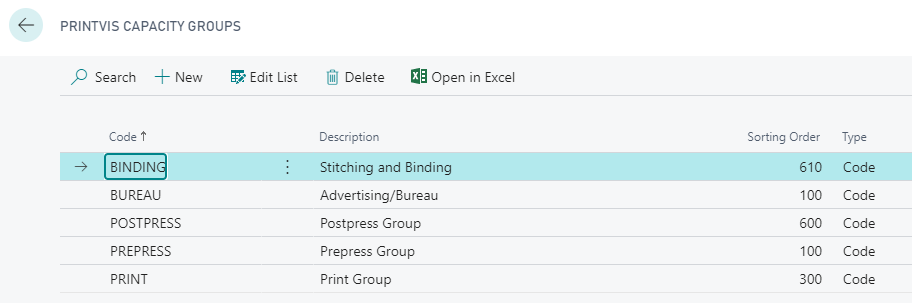 PRINTVIS CAPACITY GROUPS
Search New Edit List Delete Open in Excel
Code ↑ Description Sorting Order Type
BINDING Stitching and Binding 610 Code
BUREAU Advertising/Bureau 100 Code
POSTPRESS Postpress Group 600 Code
PREPRESS Prepress Group 100 Code
PRINT Print Group 300 Code